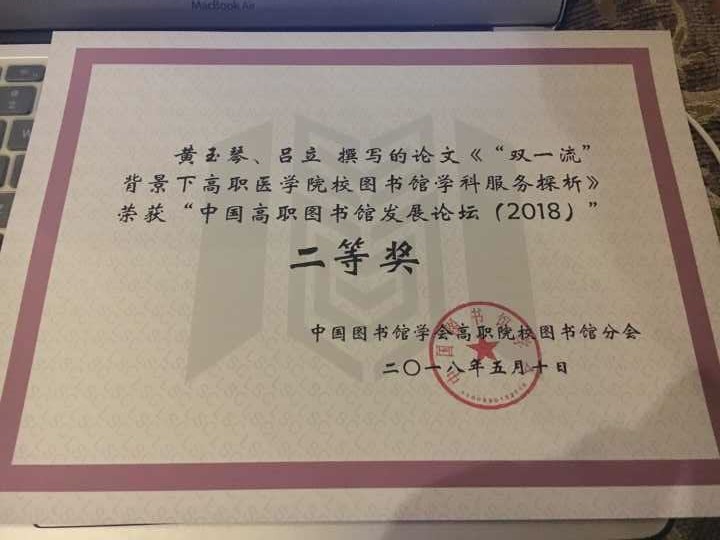 MacBook Air
黄玉琴、吕立 撰写的论文《“双一流”
背景下高职医学院校图书馆学科服务探析》
荣获“中国高职图书馆发展论坛（2018）”
二等奖
中国图书馆学会高职院校图书馆分会
二〇一八年五月十日